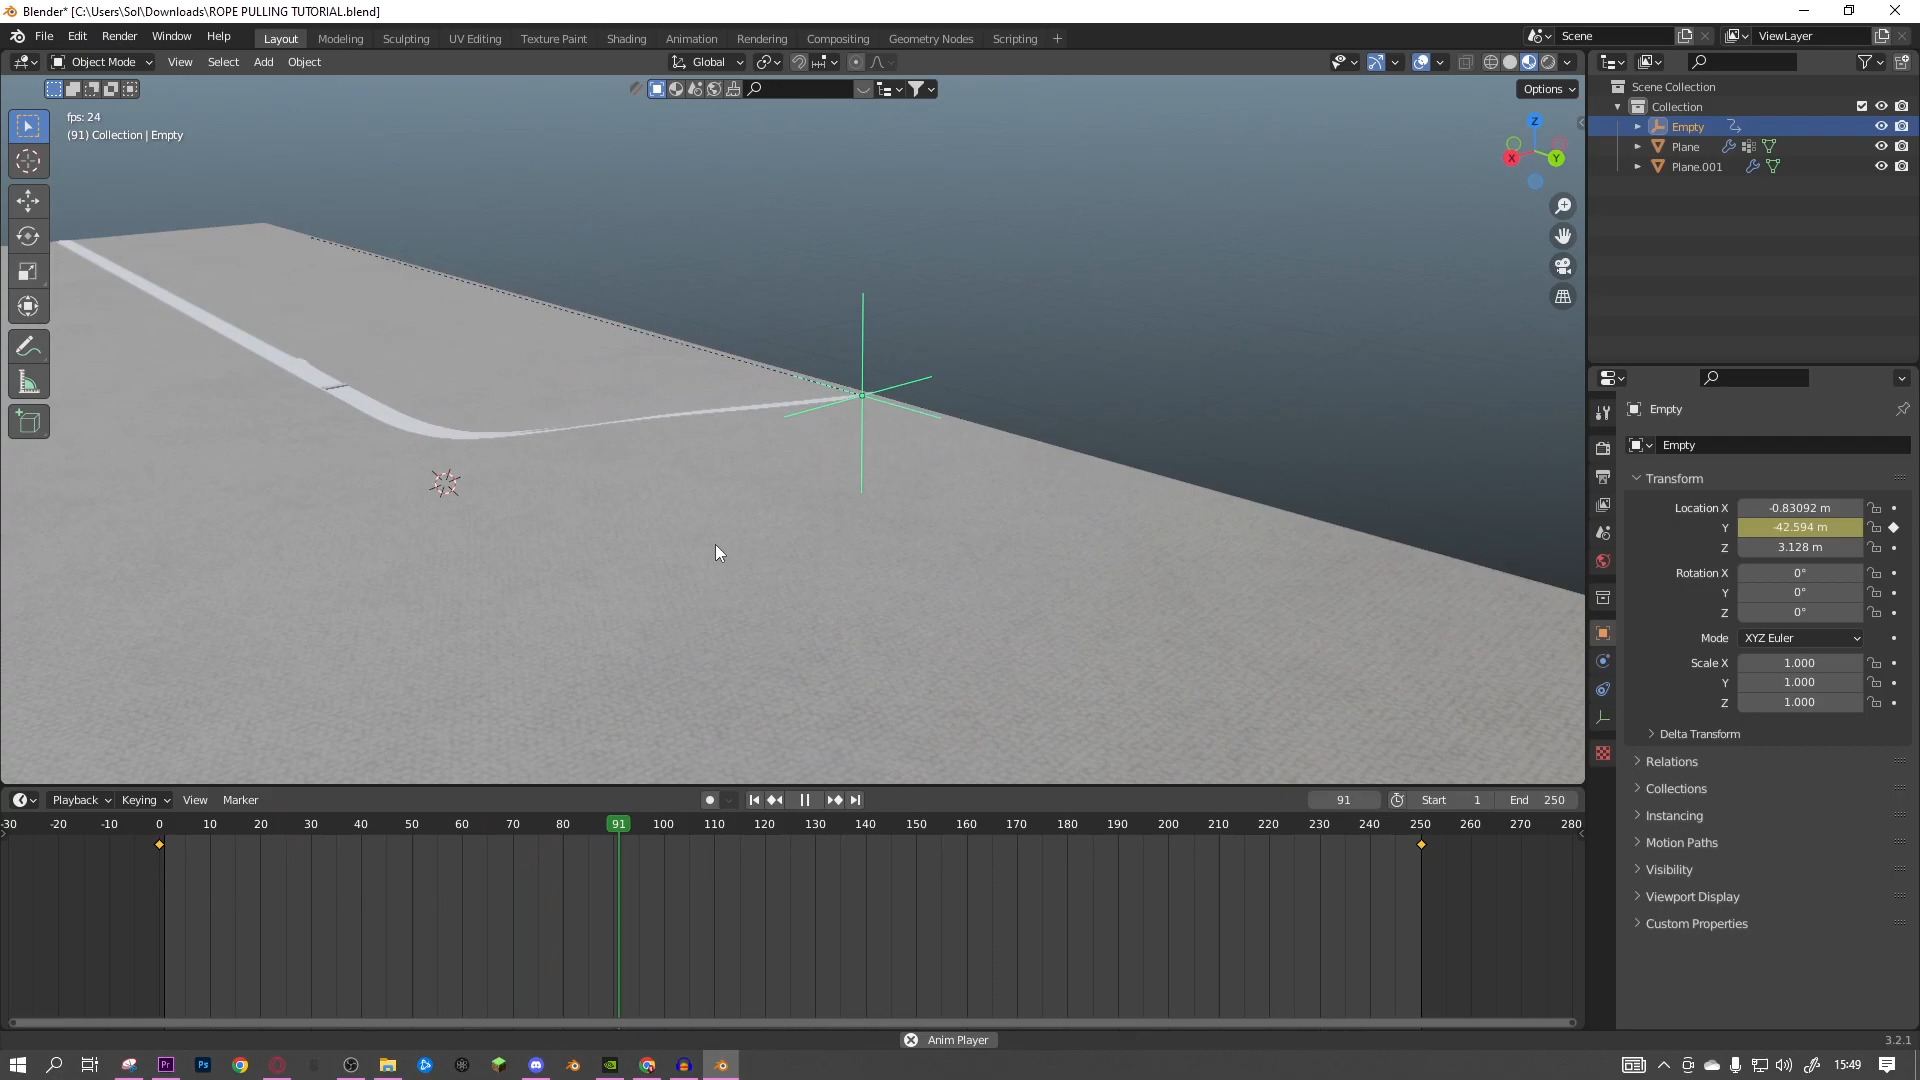 Blender* [C:\Users\Sol\Downloads\ROPE PULLING TUTORIAL.blend]
File Edit Render Window Help Layout Modeling Sculpting UV Editing Texture Paint Shading Animation Rendering Compositing Geometry Nodes Scripting + Scene ViewLayer
Object Mode View Select Add Object Global
Options
fps: 24
(91) Collection | Empty
Z
X
Y
Scene Collection
Collection
Empty
Plane
Plane.001
Empty
Empty
Transform
Location X -0.83092 m
Y -42.594 m
Z 3.128 m
Rotation X 0°
Y 0°
Z 0°
Mode XYZ Euler
Scale X 1.000
Y 1.000
Z 1.000
Delta Transform
Relations
Collections
Instancing
Motion Paths
Visibility
Viewport Display
Custom Properties
Playback Keying View Marker 91 Start 1 End 250
-30 -20 -10 0 10 20 30 40 50 60 70 80 91 100 110 120 130 140 150 160 170 180 190 200 210 220 230 240 250 260 270 280
Anim Player
3.2.1
Pr Ps 15:49